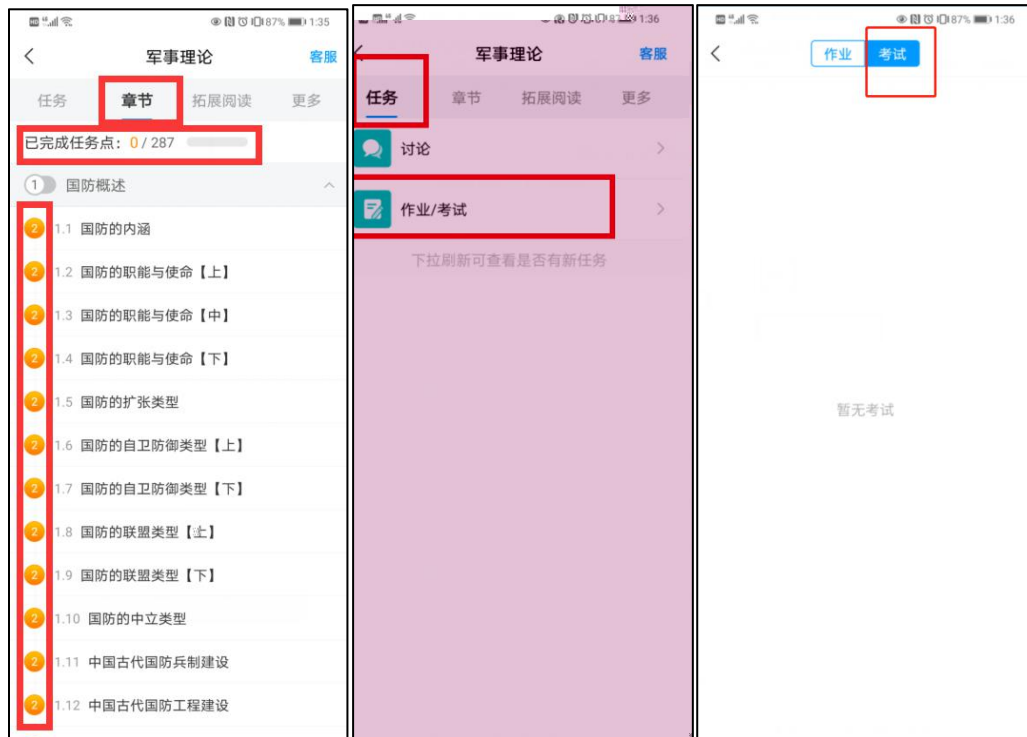 87% 1:35
军事理论
客服
任务 章节 拓展阅读 更多
已完成任务点：0 / 287
1 国防概述
2 1.1 国防的内涵
2 1.2 国防的职能与使命【上】
2 1.3 国防的职能与使命【中】
2 1.4 国防的职能与使命【下】
2 1.5 国防的扩张类型
2 1.6 国防的自卫防御类型【上】
2 1.7 国防的自卫防御类型【下】
2 1.8 国防的联盟类型【上】
2 1.9 国防的联盟类型【下】
2 1.10 国防的中立类型
2 1.11 中国古代国防兵制建设
2 1.12 中国古代国防工程建设
1:36
军事理论
客服
任务 章节 拓展阅读 更多
讨论
作业/考试
下拉刷新可查看是否有新任务
87% 1:36
作业 考试
暂无考试